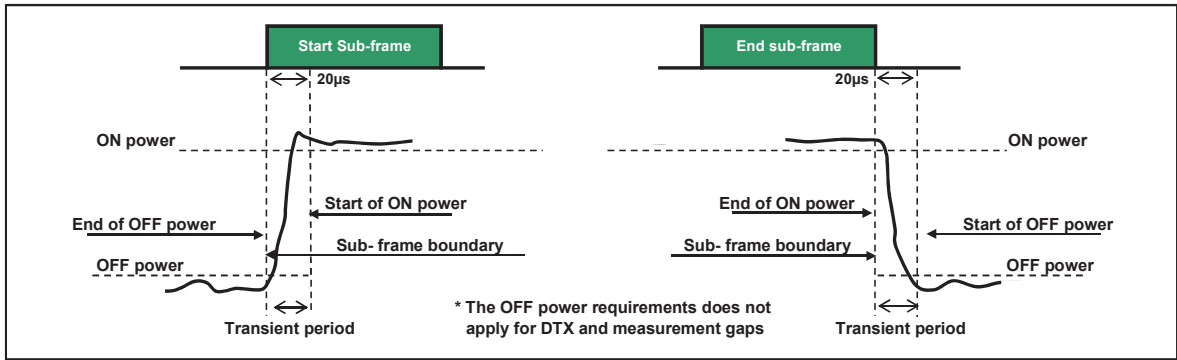 Start Sub-frame
End sub-frame
20µs
20µs
ON power
ON power
Start of ON power
End of ON power
End of OFF power
Start of OFF power
Sub- frame boundary
Sub- frame boundary
OFF power
OFF power
* The OFF power requirements does not
apply for DTX and measurement gaps
Transient period
Transient period